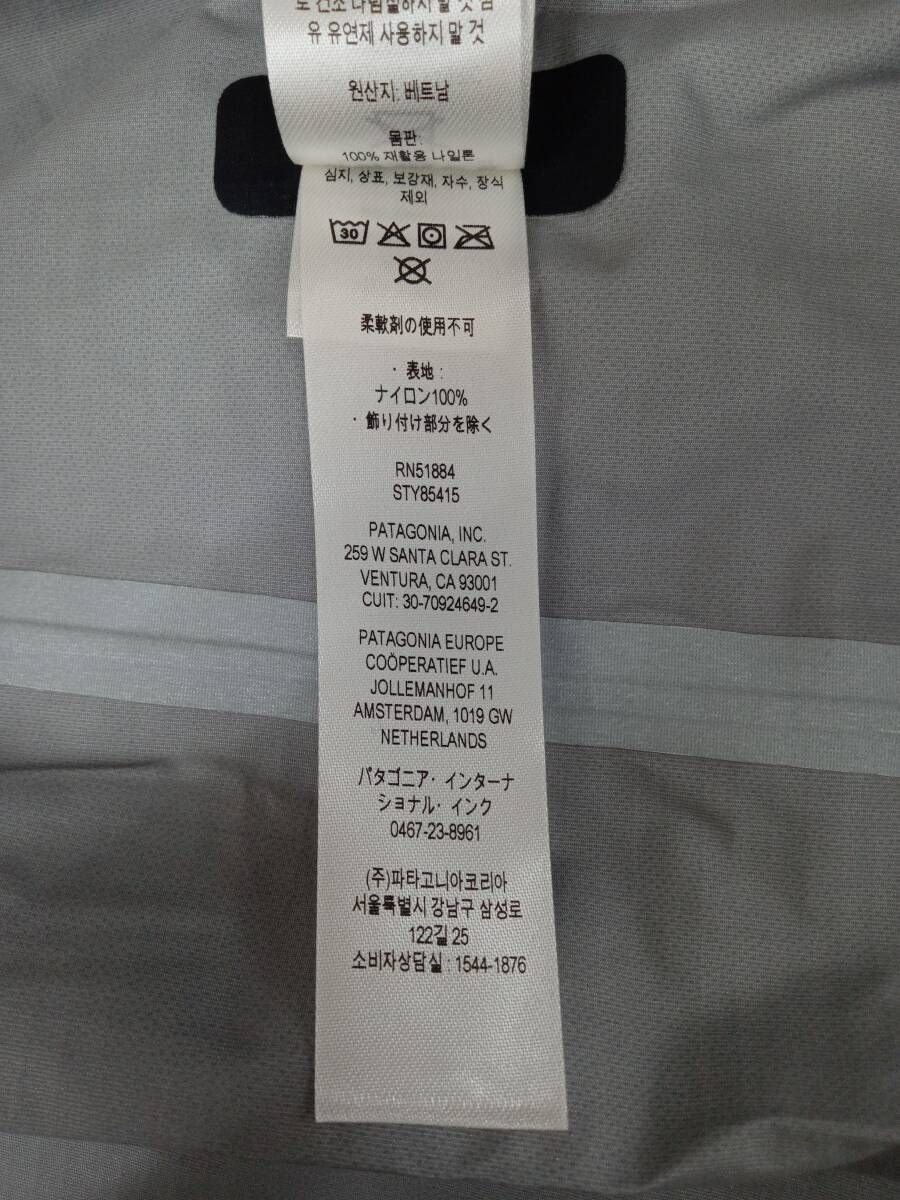 유 유연제 사용하지 말 것
원산지: 베트남
몸판:
100% 재활용 나일론
심지, 상표, 보강재, 자수, 장식
제외
30
柔軟剤の使用不可
・表地 :
ナイロン100%
・飾り付け部分を除く
RN51884
STY85415
PATAGONIA, INC.
259 W SANTA CLARA ST.
VENTURA, CA 93001
CUIT: 30-70924649-2
PATAGONIA EUROPE
COÖPERATIEF U.A.
JOLLEMANHOF 11
AMSTERDAM, 1019 GW
NETHERLANDS
パタゴニア・インターナ
ショナル・インク
0467-23-8961
(주)파타고니아코리아
서울특별시 강남구 삼성로
122길 25
소비자상담실 : 1544-1876